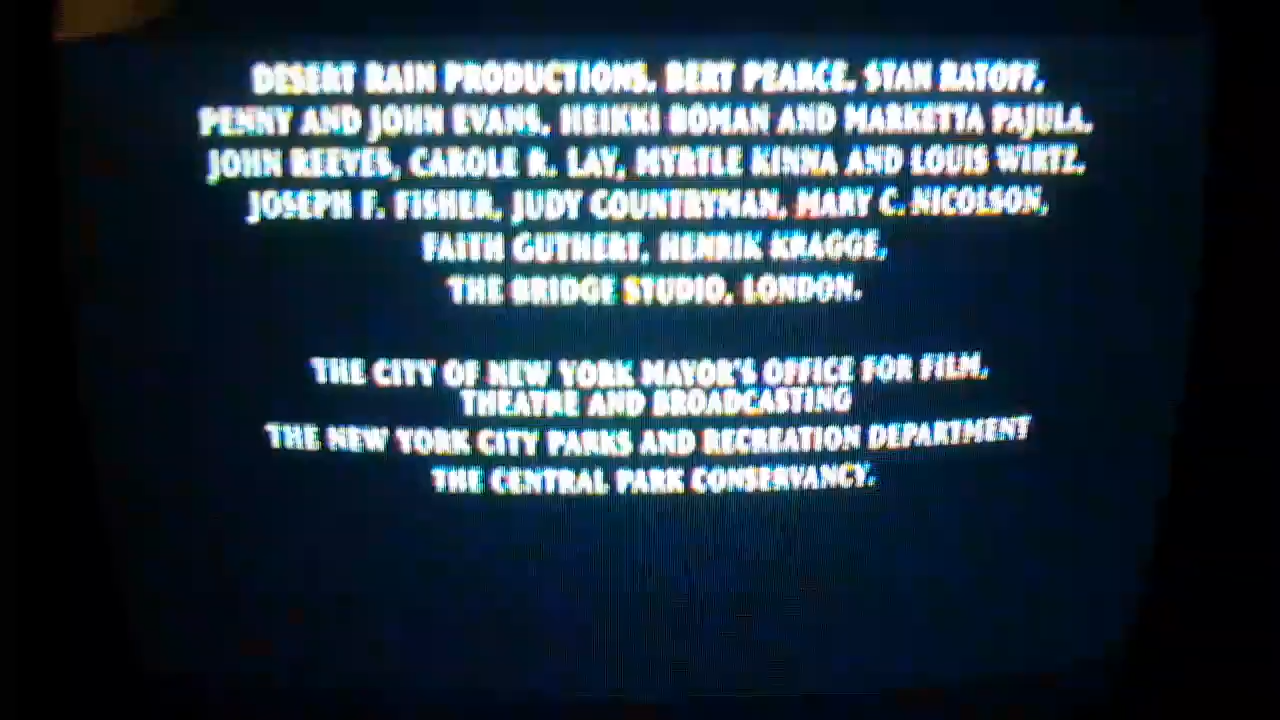 DESERT RAIN PRODUCTIONS, BERT PEARCE, STAN RATOFF,
PENNY AND JOHN EVANS, HEIKKI BOMAN AND MARKETTA PAJULA,
JOHN REEVES, CAROLE R. LAY, MYRTLE KINNA AND LOUIS WIRTZ,
JOSEPH F. FISHER, JUDY COUNTRYMAN, MARY C. NICOLSON,
FAITH GUTHERT, HENRIK KRAGGE,
THE BRIDGE STUDIO, LONDON.
THE CITY OF NEW YORK MAYOR'S OFFICE FOR FILM,
THEATRE AND BROADCASTING
THE NEW YORK CITY PARKS AND RECREATION DEPARTMENT
THE CENTRAL PARK CONSERVANCY.